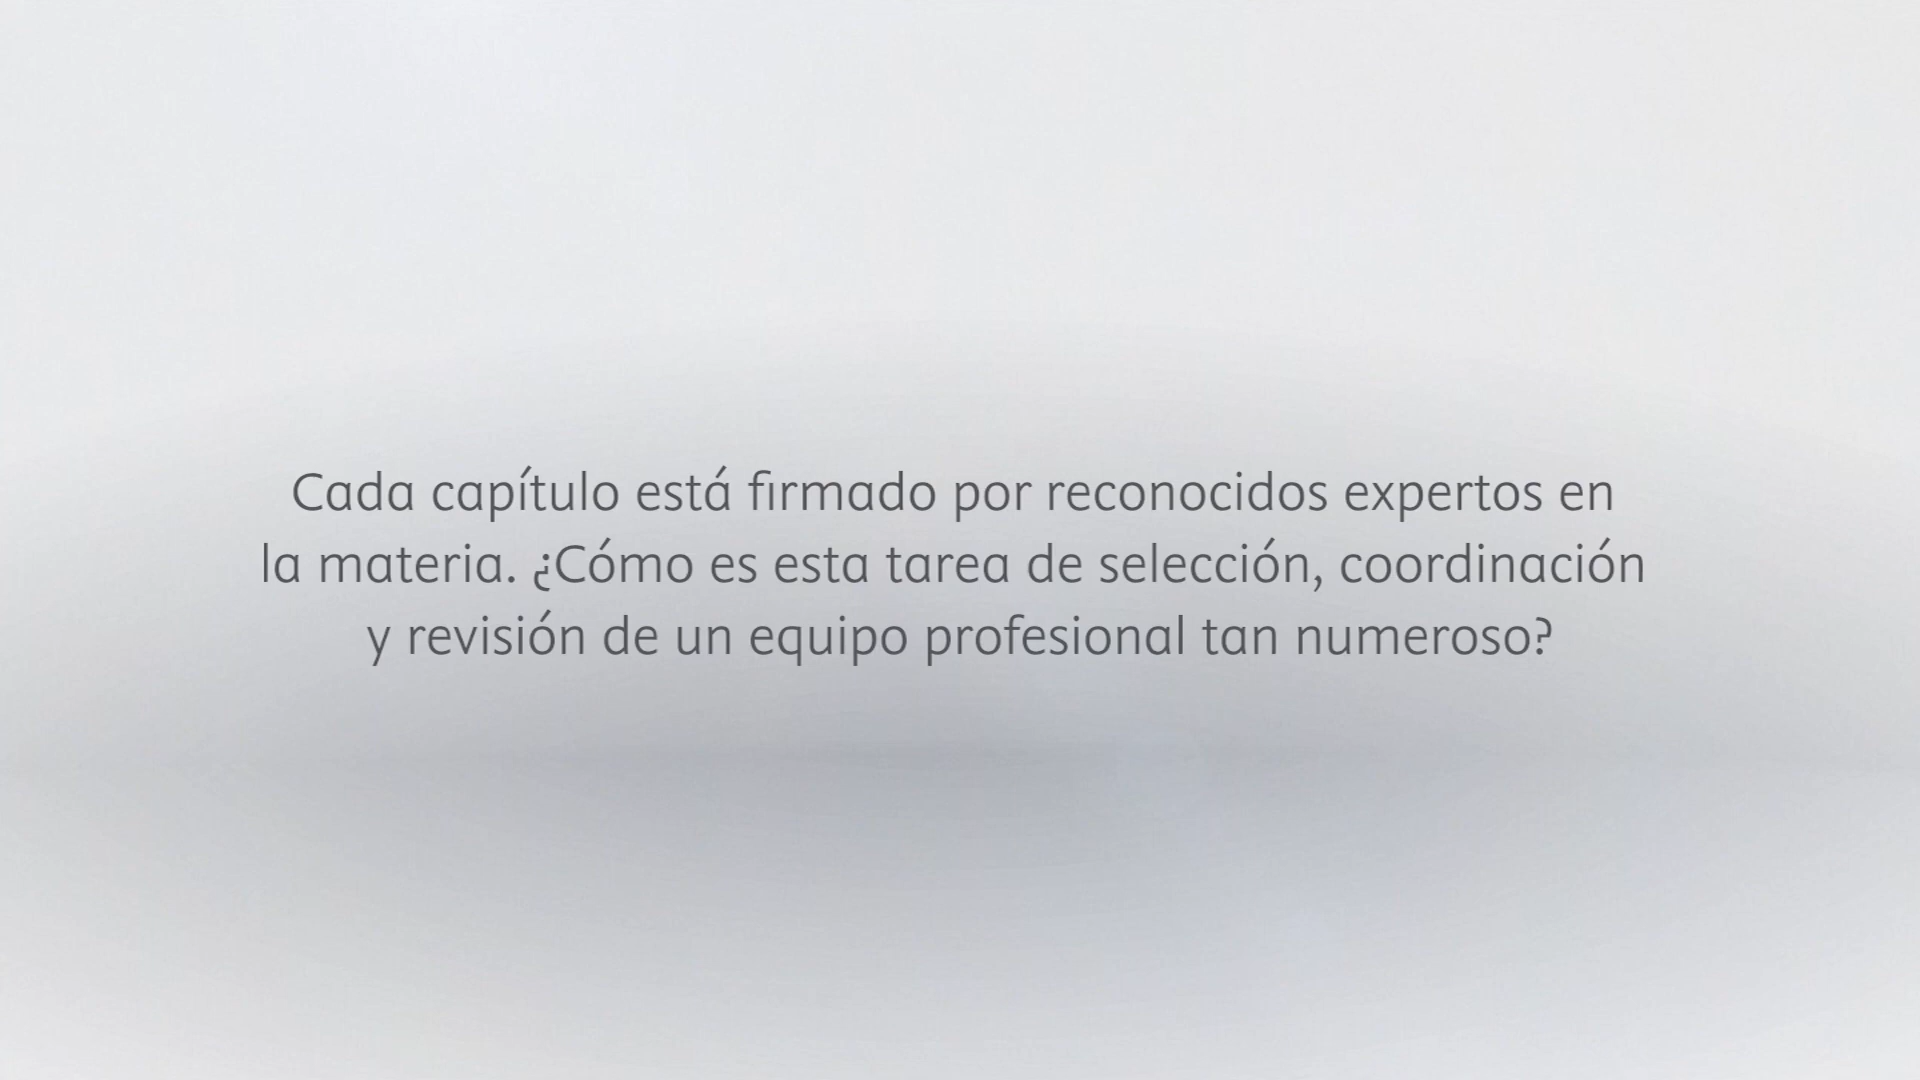 Cada capítulo está firmado por reconocidos expertos en
la materia. ¿Cómo es esta tarea de selección, coordinación
y revisión de un equipo profesional tan numeroso?